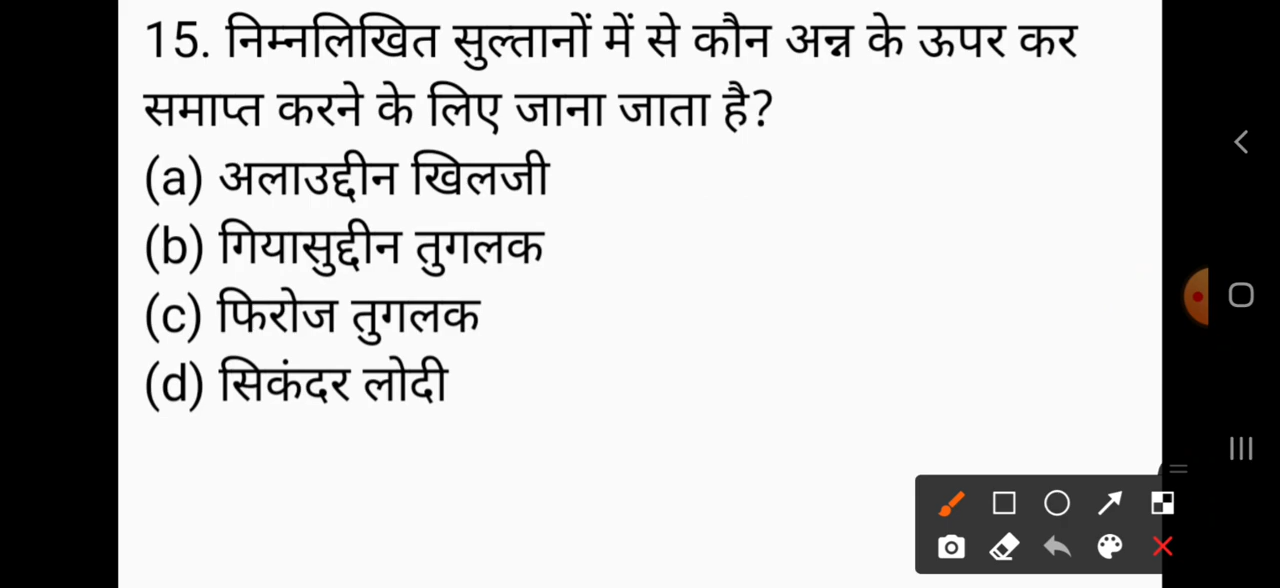 15. निम्नलिखित सुल्तानों में से कौन अन्न के ऊपर कर
समाप्त करने के लिए जाना जाता है?
(a) अलाउद्दीन खिलजी
(b) गियासुद्दीन तुगलक
(c) फिरोज तुगलक
(d) सिकंदर लोदी